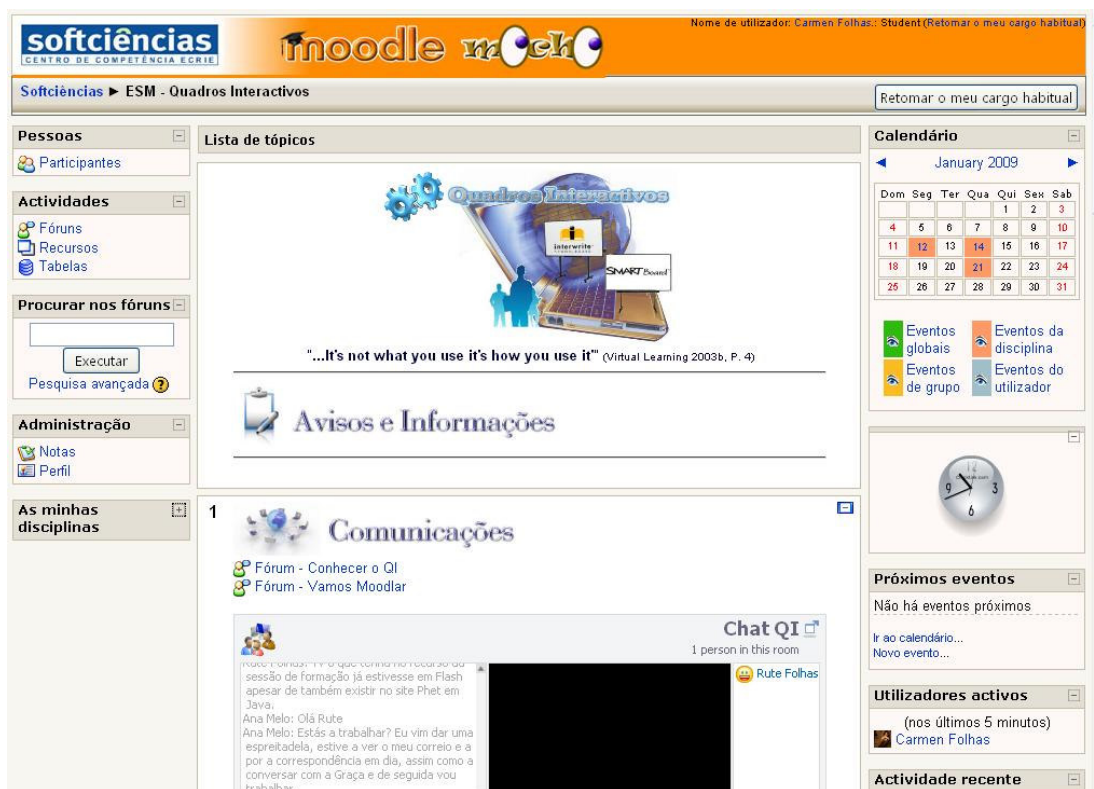 softciências
CENTRO DE COMPETÊNCIA ECRIE
moodle mocho
Nome de utilizador: Carmen Folhas.: Student (Retomar o meu cargo habitual)
Softciências ► ESM - Quadros Interactivos
Retomar o meu cargo habitual
Pessoas
Participantes
Actividades
Fóruns
Recursos
Tabelas
Procurar nos fóruns
Executar
Pesquisa avançada ?
Administração
Notas
Perfil
As minhas
disciplinas
Lista de tópicos
Quadros Interactivos
interwrite
SMART Board
"...It's not what you use it's how you use it'" (Virtual Learning 2003b, P. 4)
Avisos e Informações
1
Comunicações
Fórum - Conhecer o QI
Fórum - Vamos Moodlar
Chat QI
1 person in this room
sessão de formação já estivesse em Flash
apesar de também existir no site Phet em
Java.
Ana Melo: Olá Rute
Ana Melo: Estás a trabalhar? Eu vim dar uma
espreitadela, estive a ver o meu correio e a
por a correspondência em dia, assim como a
conversar com a Graça e de seguida vou
trabalhar
Rute Folhas
Calendário
◄ January 2009 ►
Dom Seg Ter Qua Qui Sex Sab
1 2 3
4 5 6 7 8 9 10
11 12 13 14 15 16 17
18 19 20 21 22 23 24
25 26 27 28 29 30 31
Eventos globais
Eventos da disciplina
Eventos de grupo
Eventos do utilizador
12
9 3
6
Próximos eventos
Não há eventos próximos
Ir ao calendário...
Novo evento...
Utilizadores activos
(nos últimos 5 minutos)
Carmen Folhas
Actividade recente